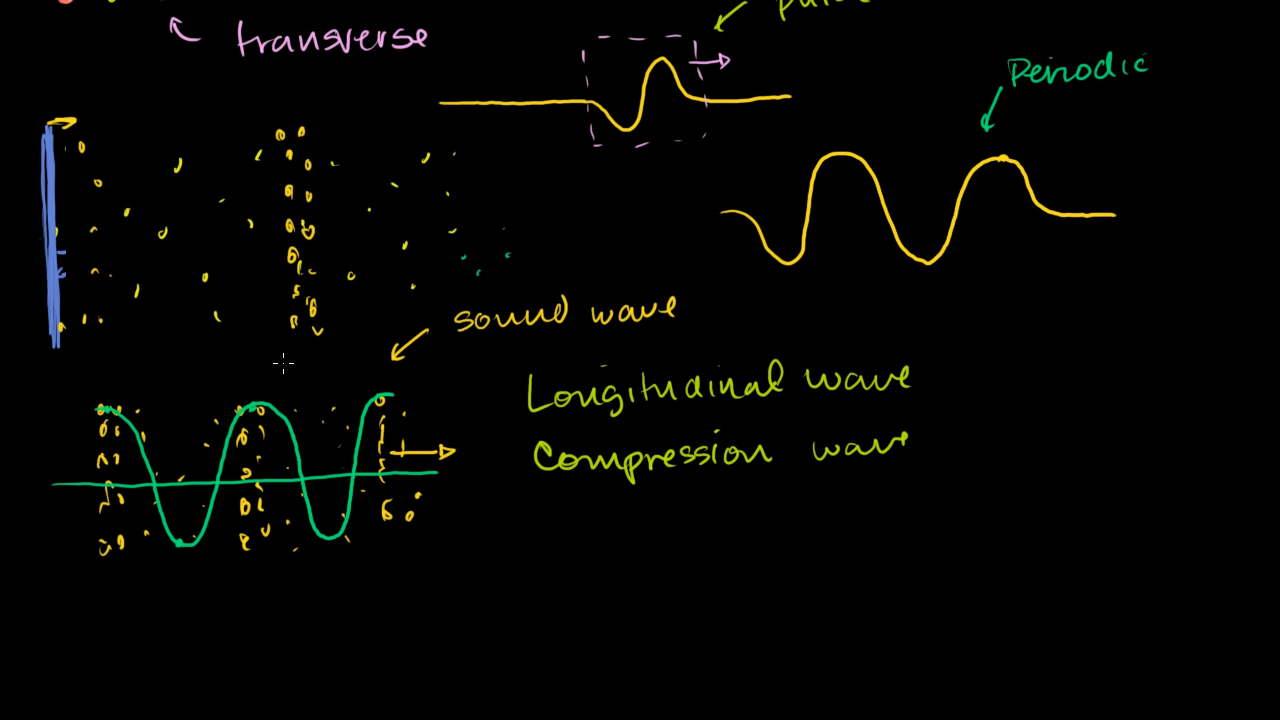 transverse
Periodic
sound wave
Longitudinal wave
Compression wave